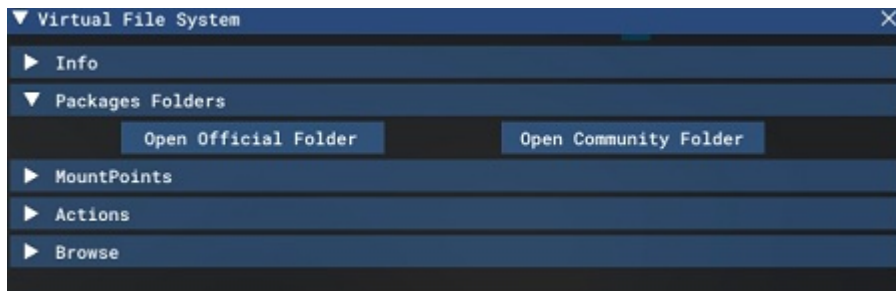 Virtual File System
Info
Packages Folders
Open Official Folder Open Community Folder
MountPoints
Actions
Browse